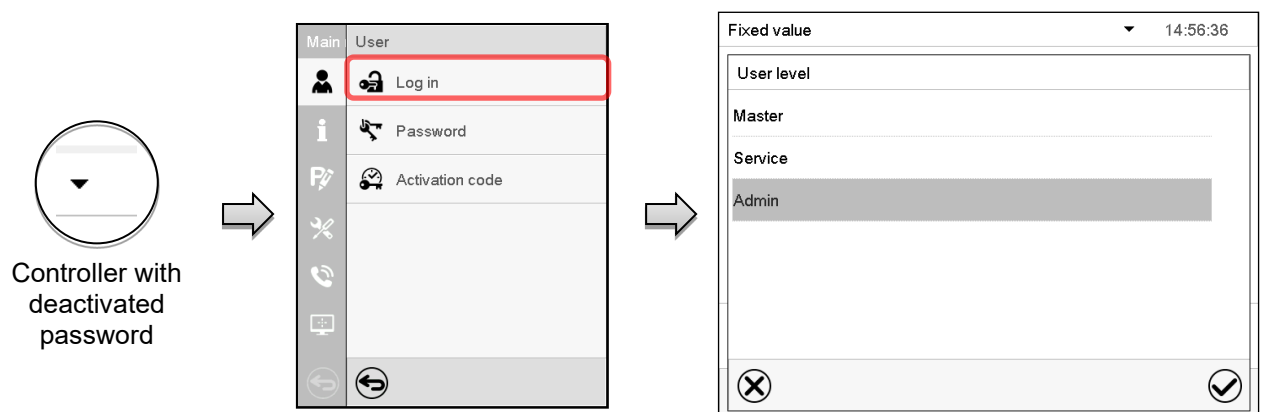 Controller with
deactivated
password
Main
User
Log in
Password
Activation code
Fixed value
14:56:36
User level
Master
Service
Admin